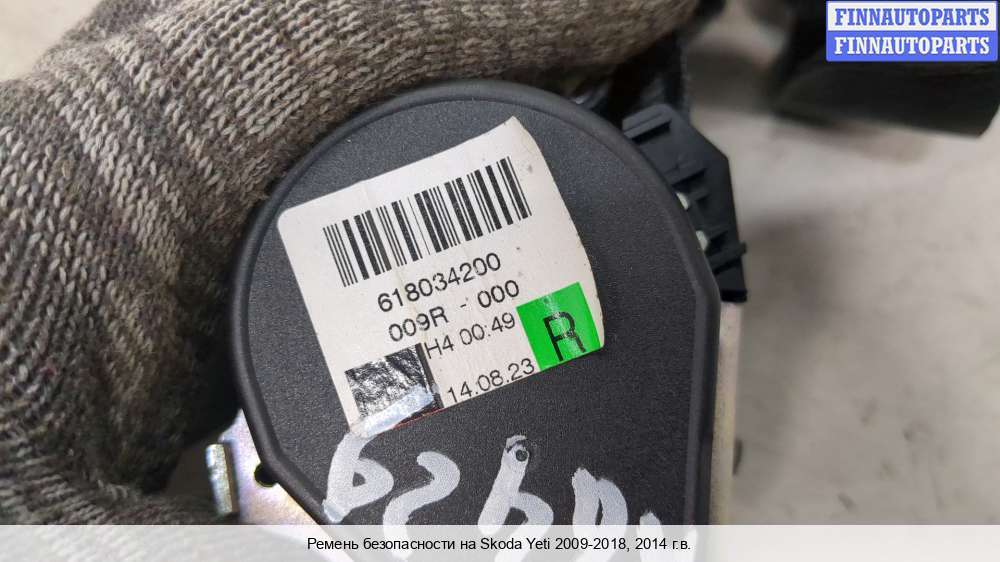 FINNAUTOPARTS
FINNAUTOPARTS
618034200
009R - 000
H4 00:49
R
14.08.23
Ремень безопасности на Skoda Yeti 2009-2018, 2014 г.в.